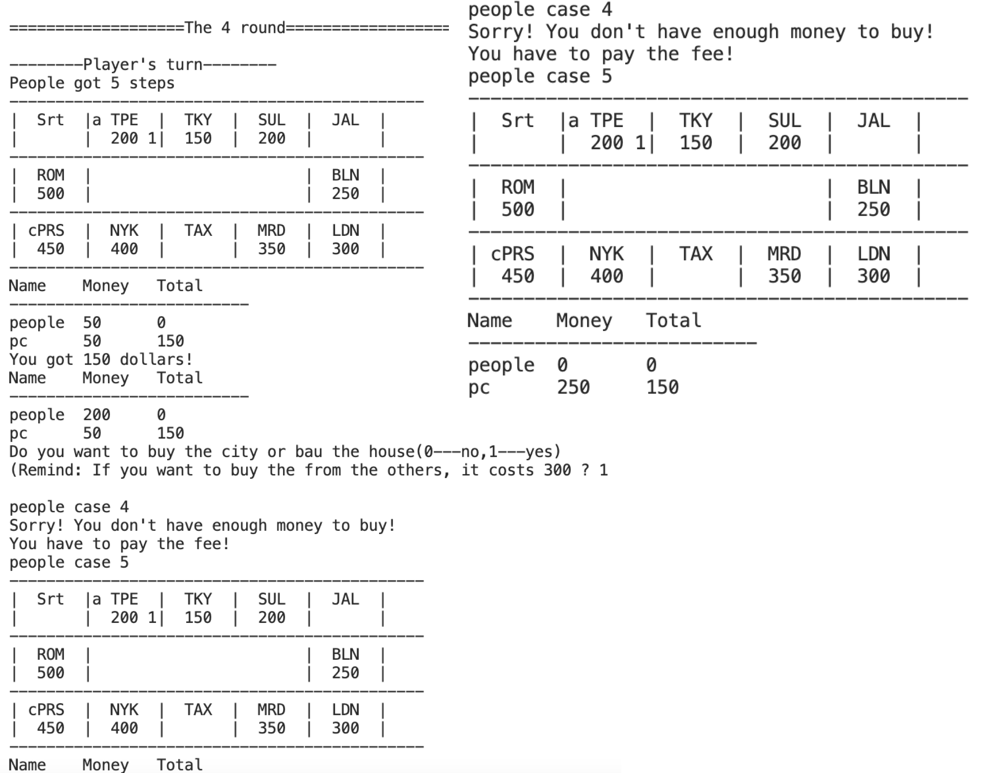 ==================The 4 round==================
--------Player's turn--------
People got 5 steps
---------------------------------------------
|  Srt  |a TPE  |  TKY  |  SUL  |  JAL  |
|       |  200 1|  150  |  200  |       |
---------------------------------------------
|  ROM  |                       |  BLN  |
|  500  |                       |  250  |
---------------------------------------------
| cPRS  |  NYK  |  TAX  |  MRD  |  LDN  |
|  450  |  400  |       |  350  |  300  |
---------------------------------------------
Name    Money   Total
--------------------------
people  50      0
pc      50      150
You got 150 dollars!
Name    Money   Total
--------------------------
people  200     0
pc      50      150
Do you want to buy the city or bau the house(0---no,1---yes)
(Remind: If you want to buy the from the others, it costs 300 ? 1
people case 4
Sorry! You don't have enough money to buy!
You have to pay the fee!
people case 5
---------------------------------------------
|  Srt  |a TPE  |  TKY  |  SUL  |  JAL  |
|       |  200 1|  150  |  200  |       |
---------------------------------------------
|  ROM  |                       |  BLN  |
|  500  |                       |  250  |
---------------------------------------------
| cPRS  |  NYK  |  TAX  |  MRD  |  LDN  |
|  450  |  400  |       |  350  |  300  |
---------------------------------------------
Name    Money   Total
people case 4
Sorry! You don't have enough money to buy!
You have to pay the fee!
people case 5
---------------------------------------------
|  Srt  |a TPE  |  TKY  |  SUL  |  JAL  |
|       |  200 1|  150  |  200  |       |
---------------------------------------------
|  ROM  |                       |  BLN  |
|  500  |                       |  250  |
---------------------------------------------
| cPRS  |  NYK  |  TAX  |  MRD  |  LDN  |
|  450  |  400  |       |  350  |  300  |
---------------------------------------------
Name    Money   Total
--------------------------
people  0       0
pc      250     150